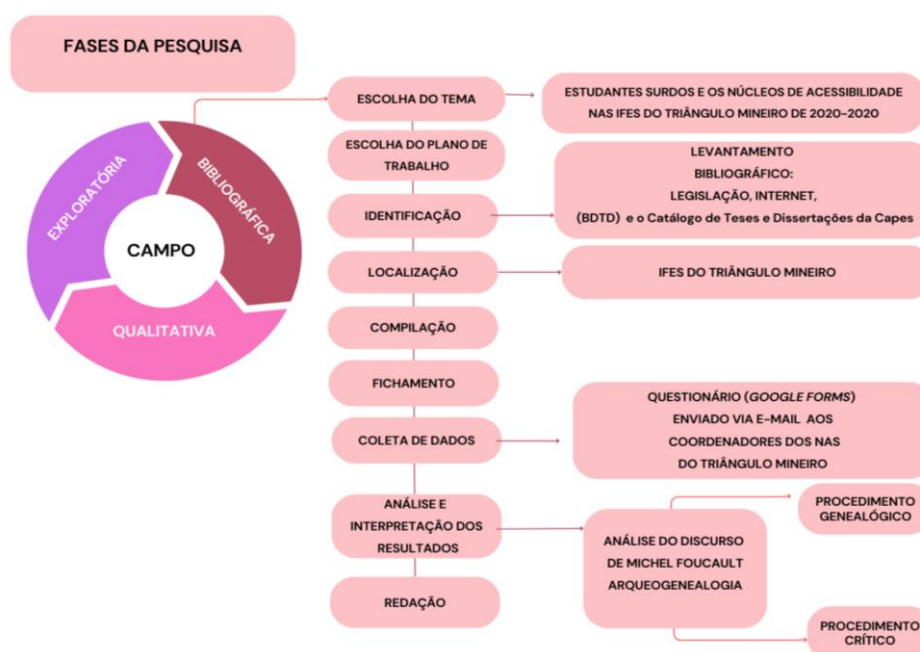 FASES DA PESQUISA
EXPLORATÓRIA
BIBLIOGRÁFICA
CAMPO
QUALITATIVA
ESCOLHA DO TEMA
ESTUDANTES SURDOS E OS NÚCLEOS DE ACESSIBILIDADE
NAS IFES DO TRIÂNGULO MINEIRO DE 2020-2020
ESCOLHA DO PLANO DE
TRABALHO
IDENTIFICAÇÃO
LEVANTAMENTO
BIBLIOGRÁFICO:
LEGISLAÇÃO, INTERNET,
(BDTD) e o Catálogo de Teses e Dissertações da Capes
LOCALIZAÇÃO
IFES DO TRIÂNGULO MINEIRO
COMPILAÇÃO
FICHAMENTO
COLETA DE DADOS
QUESTIONÁRIO (GOOGLE FORMS)
ENVIADO VIA E-MAIL AOS
COORDENADORES DOS NAS
DO TRIÂNGULO MINEIRO
ANÁLISE E
INTERPRETAÇÃO DOS
RESULTADOS
ANÁLISE DO DISCURSO
DE MICHEL FOUCAULT
ARQUEOGENEALOGIA
PROCEDIMENTO
GENEALÓGICO
PROCEDIMENTO
CRÍTICO
REDAÇÃO